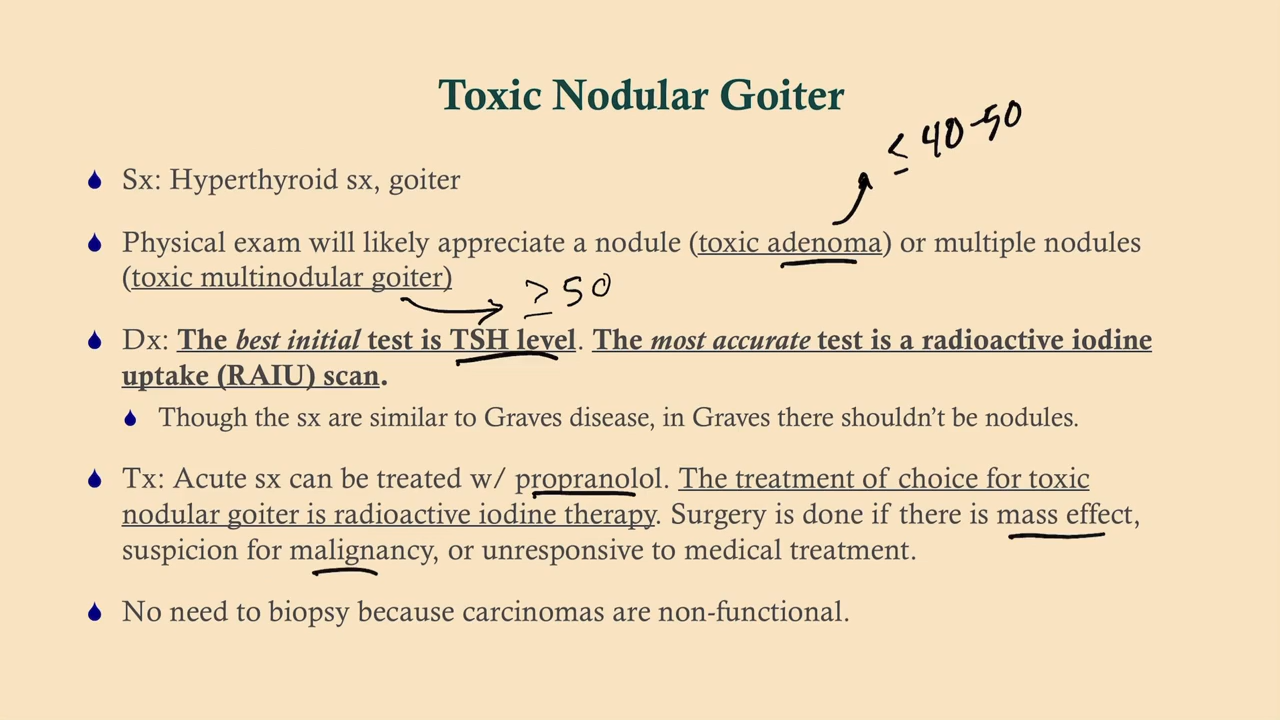 Toxic Nodular Goiter
≤ 40-50
Sx: Hyperthyroid sx, goiter
Physical exam will likely appreciate a nodule (toxic adenoma) or multiple nodules
(toxic multinodular goiter)
≥ 50
Dx: The best initial test is TSH level. The most accurate test is a radioactive iodine
uptake (RAIU) scan.
Though the sx are similar to Graves disease, in Graves there shouldn’t be nodules.
Tx: Acute sx can be treated w/ propranolol. The treatment of choice for toxic
nodular goiter is radioactive iodine therapy. Surgery is done if there is mass effect,
suspicion for malignancy, or unresponsive to medical treatment.
No need to biopsy because carcinomas are non-functional.